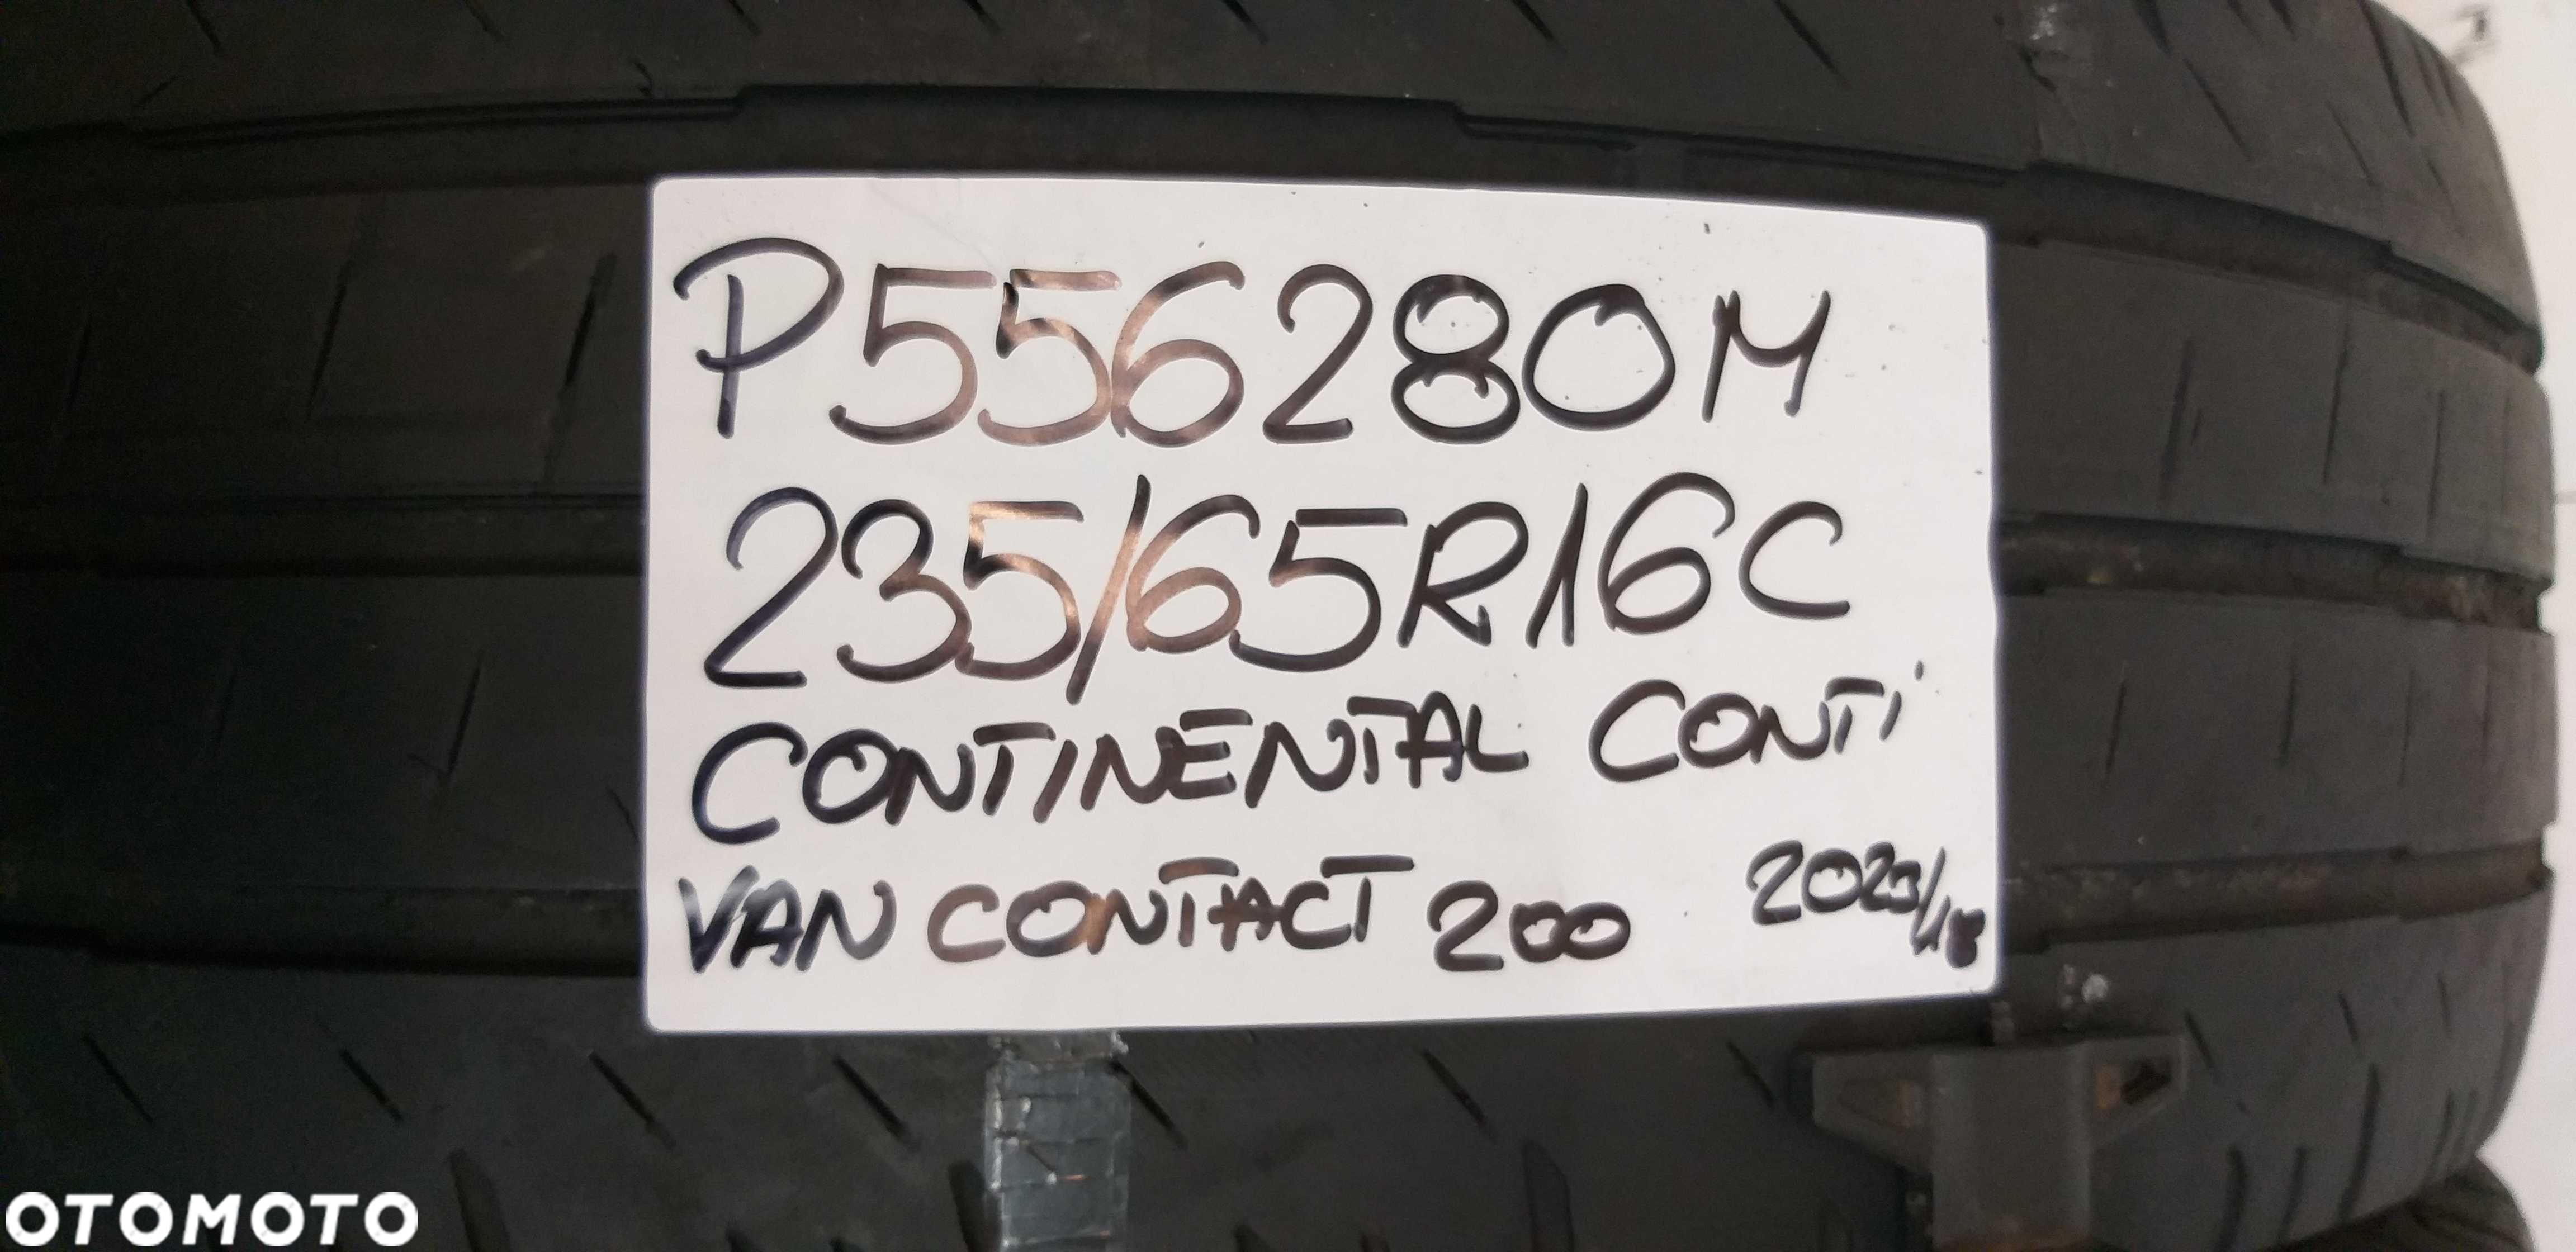 P556280M
235/65R16C
CONTINENTAL CONTI
VAN CONTACT 200 2023/18
OTOMOTO